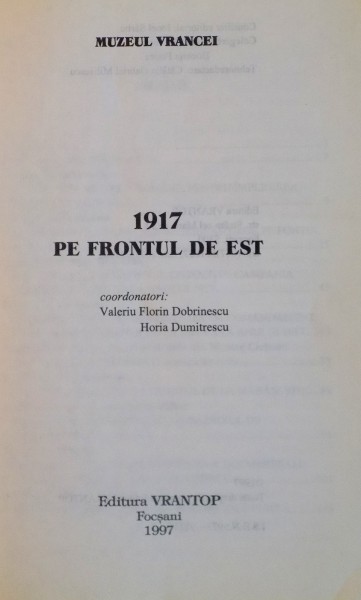 MUZEUL VRANCEI
1917
PE FRONTUL DE EST
coordonatori:
Valeriu Florin Dobrinescu
Horia Dumitrescu
Editura VRANTOP
Focşani
1997